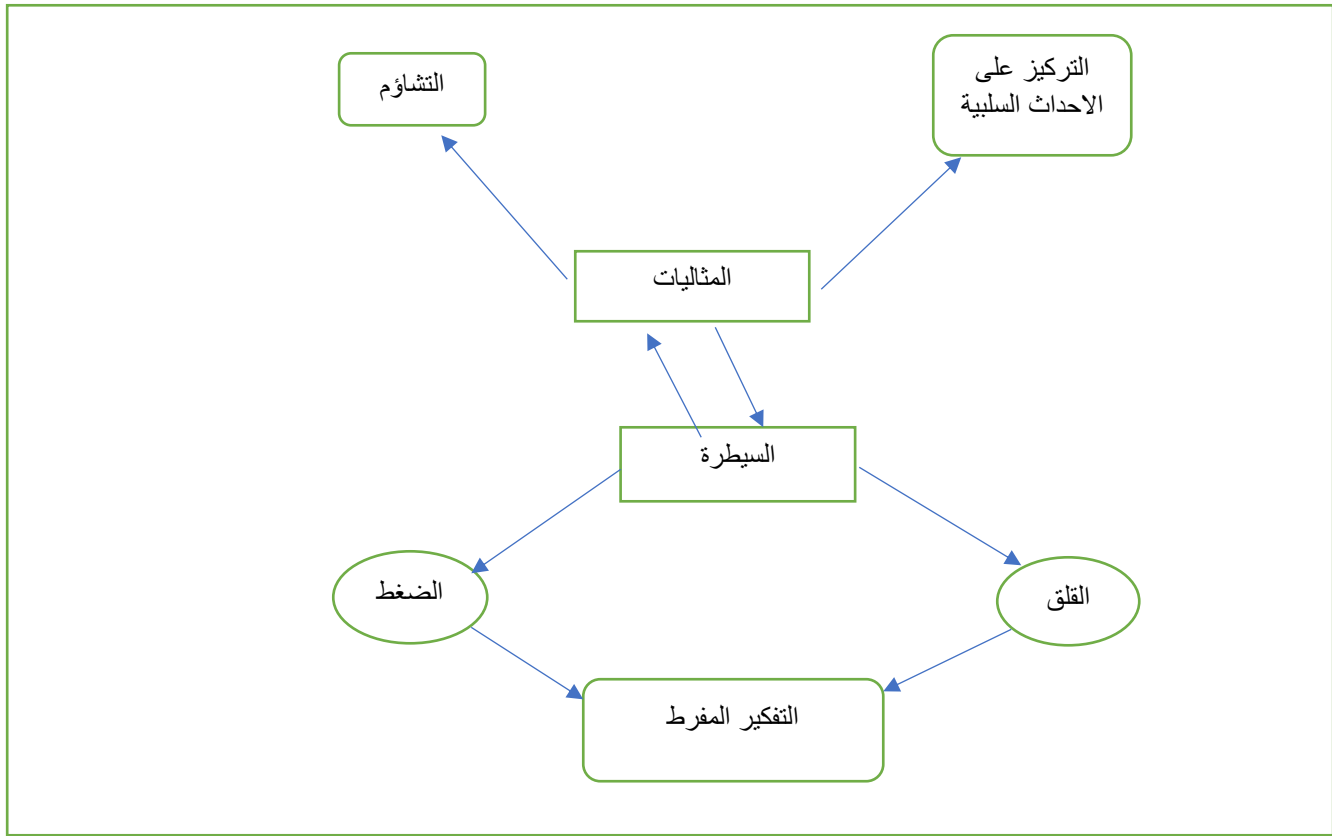 التركيز على
الاحداث السلبية
التشاؤم
المثاليات
السيطرة
القلق
الضغط
التفكير المفرط